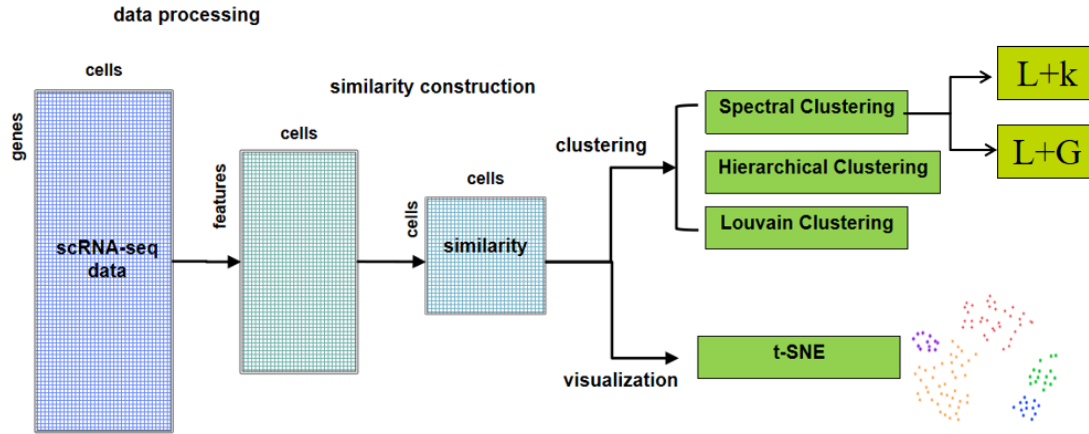 data processing
cells
genes
scRNA-seq
data
similarity construction
cells
features
cells
cells
similarity
clustering
Spectral Clustering
Hierarchical Clustering
Louvain Clustering
L+k
L+G
visualization
t-SNE